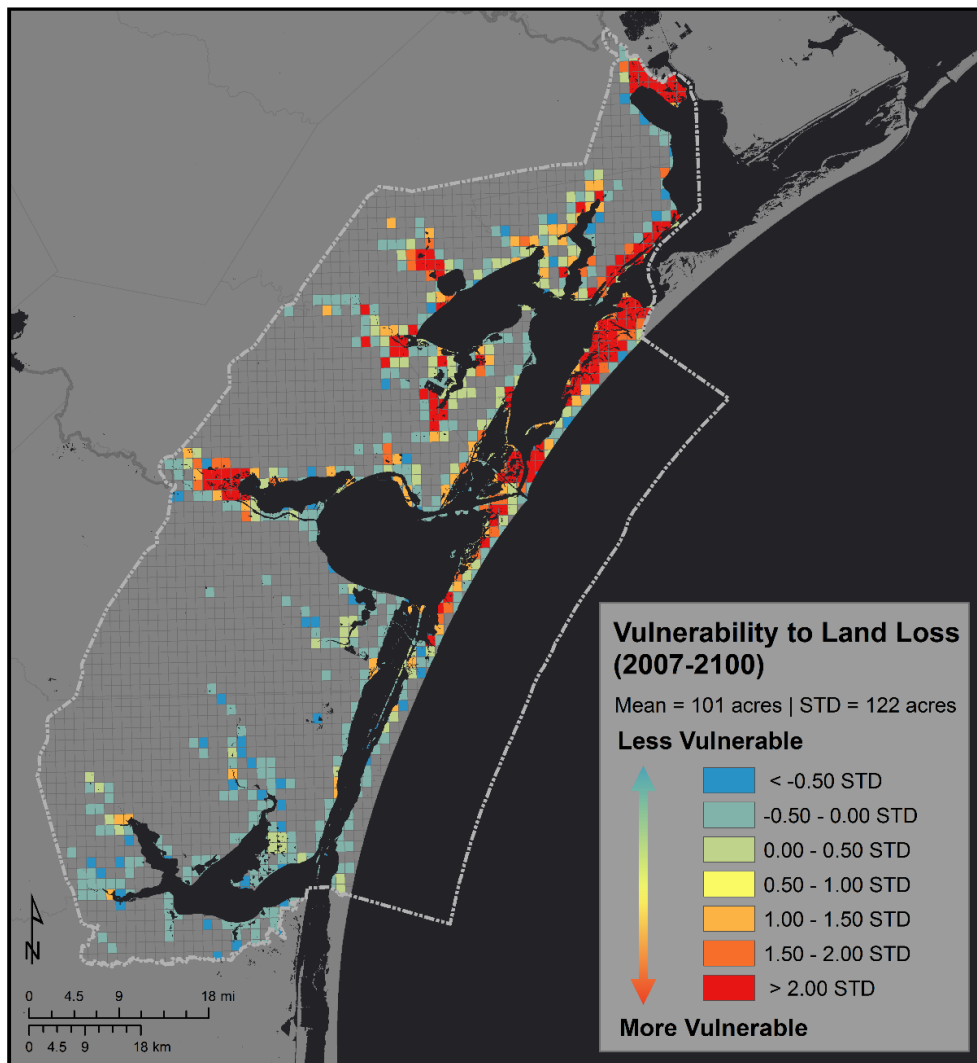 Vulnerability to Land Loss
(2007-2100)
Mean = 101 acres | STD = 122 acres
Less Vulnerable
< -0.50 STD
-0.50 - 0.00 STD
0.00 - 0.50 STD
0.50 - 1.00 STD
1.00 - 1.50 STD
1.50 - 2.00 STD
> 2.00 STD
More Vulnerable
N
0 4.5 9 18 mi
0 4.5 9 18 km